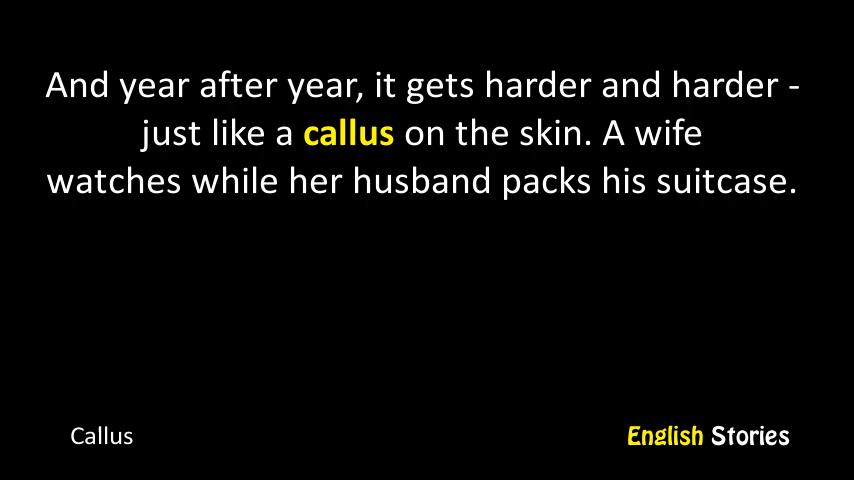 And year after year, it gets harder and harder -
just like a callus on the skin. A wife
watches while her husband packs his suitcase.
Callus
English Stories